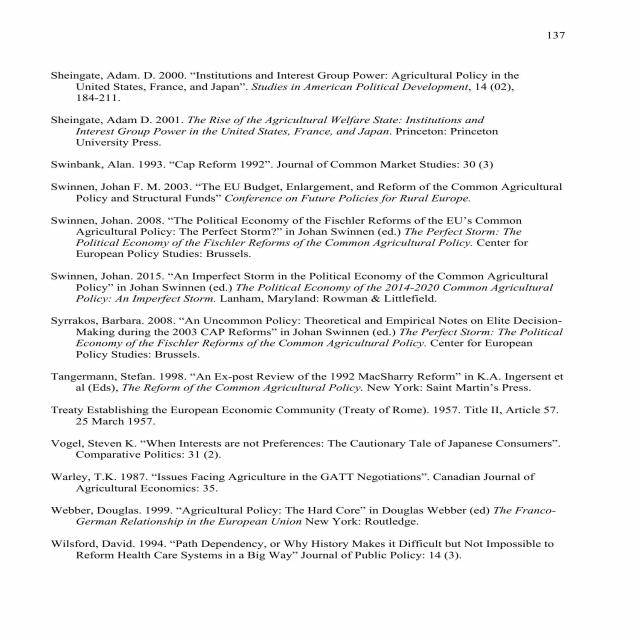 137
Sheingate, Adam. D. 2000. “Institutions and Interest Group Power: Agricultural Policy in the
United States, France, and Japan”. Studies in American Political Development, 14 (02),
184-211.
Sheingate, Adam D. 2001. The Rise of the Agricultural Welfare State: Institutions and
Interest Group Power in the United States, France, and Japan. Princeton: Princeton
University Press.
Swinbank, Alan. 1993. “Cap Reform 1992”. Journal of Common Market Studies: 30 (3)
Swinnen, Johan F. M. 2003. “The EU Budget, Enlargement, and Reform of the Common Agricultural
Policy and Structural Funds” Conference on Future Policies for Rural Europe.
Swinnen, Johan. 2008. “The Political Economy of the Fischler Reforms of the EU’s Common
Agricultural Policy: The Perfect Storm?” in Johan Swinnen (ed.) The Perfect Storm: The
Political Economy of the Fischler Reforms of the Common Agricultural Policy. Center for
European Policy Studies: Brussels.
Swinnen, Johan. 2015. “An Imperfect Storm in the Political Economy of the Common Agricultural
Policy” in Johan Swinnen (ed.) The Political Economy of the 2014-2020 Common Agricultural
Policy: An Imperfect Storm. Lanham, Maryland: Rowman & Littlefield.
Syrrakos, Barbara. 2008. “An Uncommon Policy: Theoretical and Empirical Notes on Elite Decision-
Making during the 2003 CAP Reforms” in Johan Swinnen (ed.) The Perfect Storm: The Political
Economy of the Fischler Reforms of the Common Agricultural Policy. Center for European
Policy Studies: Brussels.
Tangermann, Stefan. 1998. “An Ex-post Review of the 1992 MacSharry Reform” in K.A. Ingersent et
al (Eds), The Reform of the Common Agricultural Policy. New York: Saint Martin’s Press.
Treaty Establishing the European Economic Community (Treaty of Rome). 1957. Title II, Article 57.
25 March 1957.
Vogel, Steven K. “When Interests are not Preferences: The Cautionary Tale of Japanese Consumers”.
Comparative Politics: 31 (2).
Warley, T.K. 1987. “Issues Facing Agriculture in the GATT Negotiations”. Canadian Journal of
Agricultural Economics: 35.
Webber, Douglas. 1999. “Agricultural Policy: The Hard Core” in Douglas Webber (ed) The Franco-
German Relationship in the European Union New York: Routledge.
Wilsford, David. 1994. “Path Dependency, or Why History Makes it Difficult but Not Impossible to
Reform Health Care Systems in a Big Way” Journal of Public Policy: 14 (3).